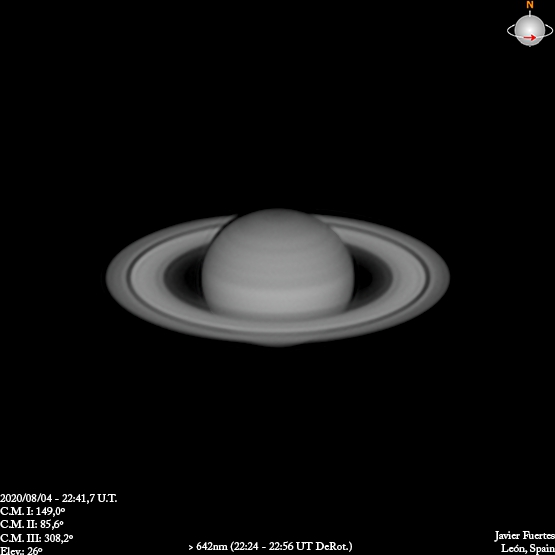 N
2020/08/04 - 22:41,7 U.T.
C.M. I: 149,0º
C.M. II: 85,6º
C.M. III: 308,2º
Elev.: 26º
> 642nm (22:24 - 22:56 UT DeRot.)
Javier Fuertes
León, Spain